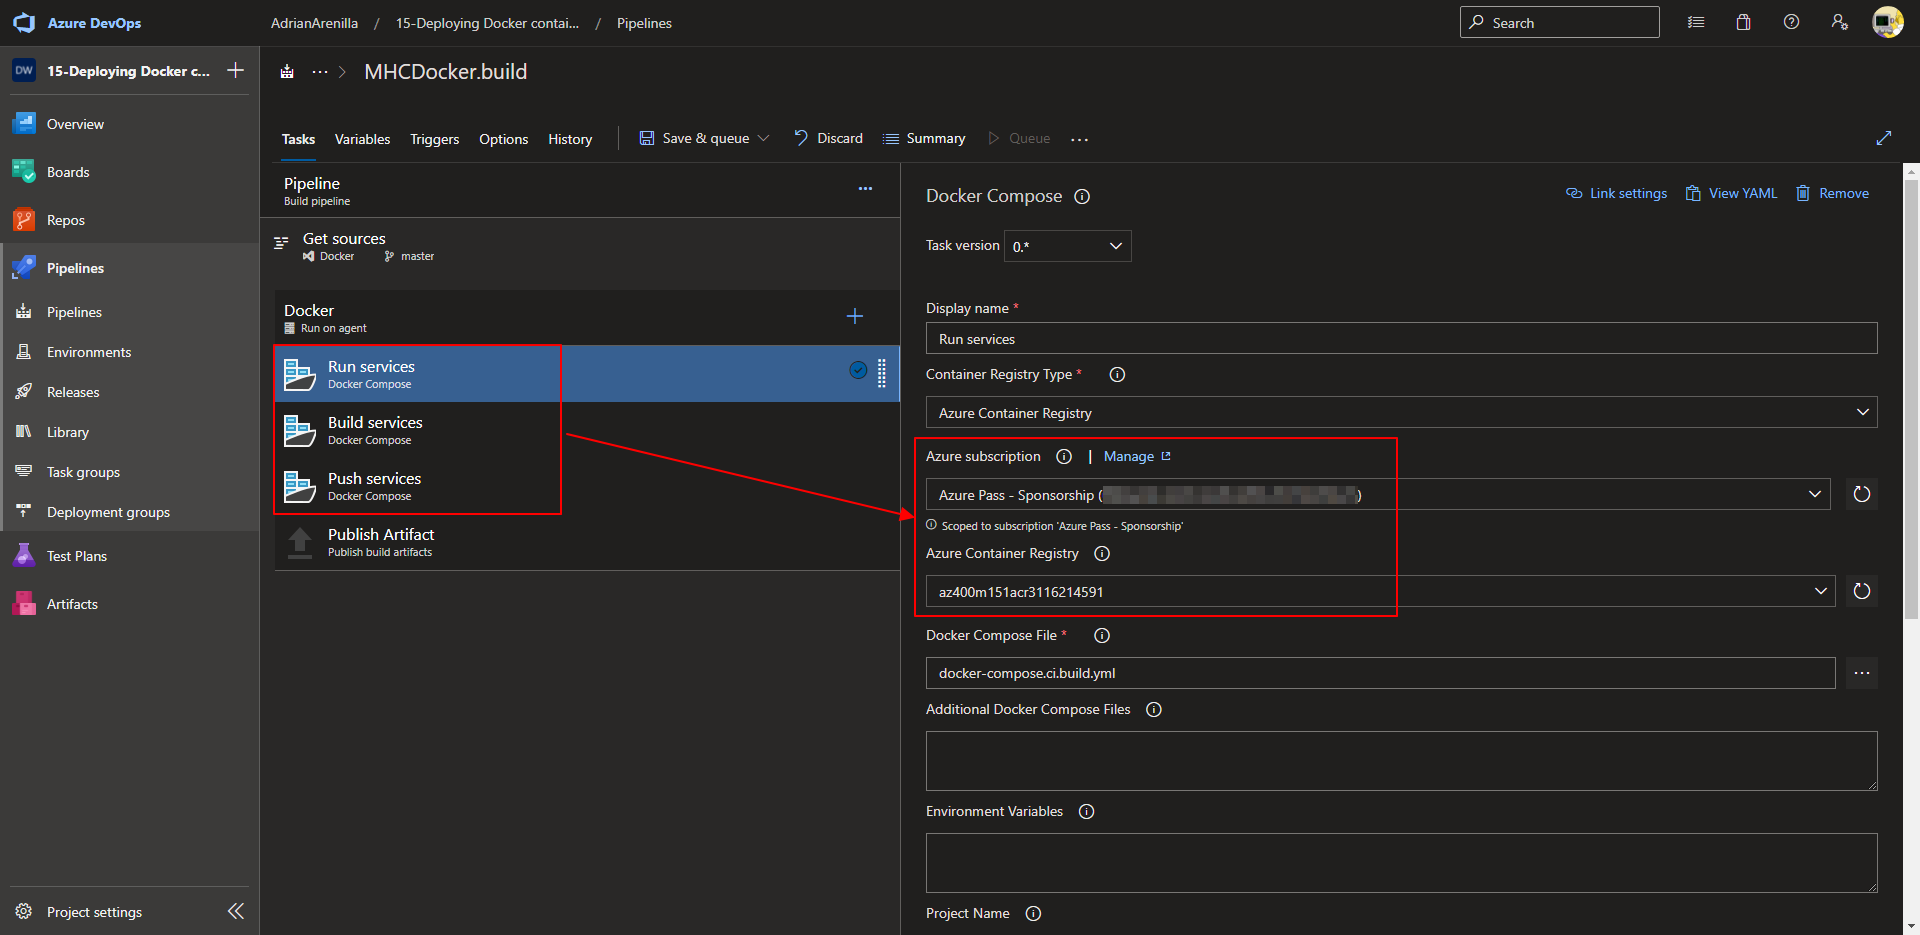 Azure DevOps
AdrianArenilla / 15-Deploying Docker contai... / Pipelines
Search
DW
15-Deploying Docker c...
Overview
Boards
Repos
Pipelines
Pipelines
Environments
Releases
Library
Task groups
Deployment groups
Test Plans
Artifacts
Project settings
... > MHCDocker.build
Tasks Variables Triggers Options History | Save & queue Discard Summary Queue ...
Pipeline
Build pipeline
...
Get sources
Docker master
Docker
Run on agent
Run services
Docker Compose
Build services
Docker Compose
Push services
Docker Compose
Publish Artifact
Publish build artifacts
Docker Compose
Link settings View YAML Remove
Task version 0.*
Display name *
Run services
Container Registry Type *
Azure Container Registry
Azure subscription | Manage
Azure Pass - Sponsorship ( )
Scoped to subscription 'Azure Pass - Sponsorship'
Azure Container Registry
az400m151acr3116214591
Docker Compose File *
docker-compose.ci.build.yml
...
Additional Docker Compose Files
Environment Variables
Project Name